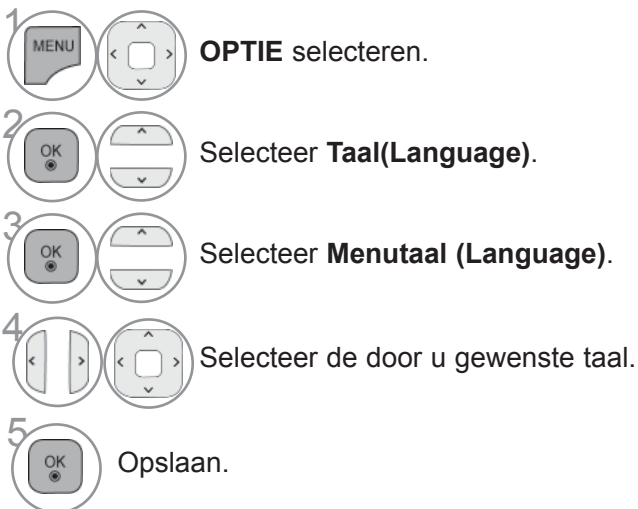 1 MENU OPTIE selecteren.
2 OK Selecteer Taal(Language).
3 OK Selecteer Menutaal (Language).
4 Selecteer de door u gewenste taal.
5 OK Opslaan.